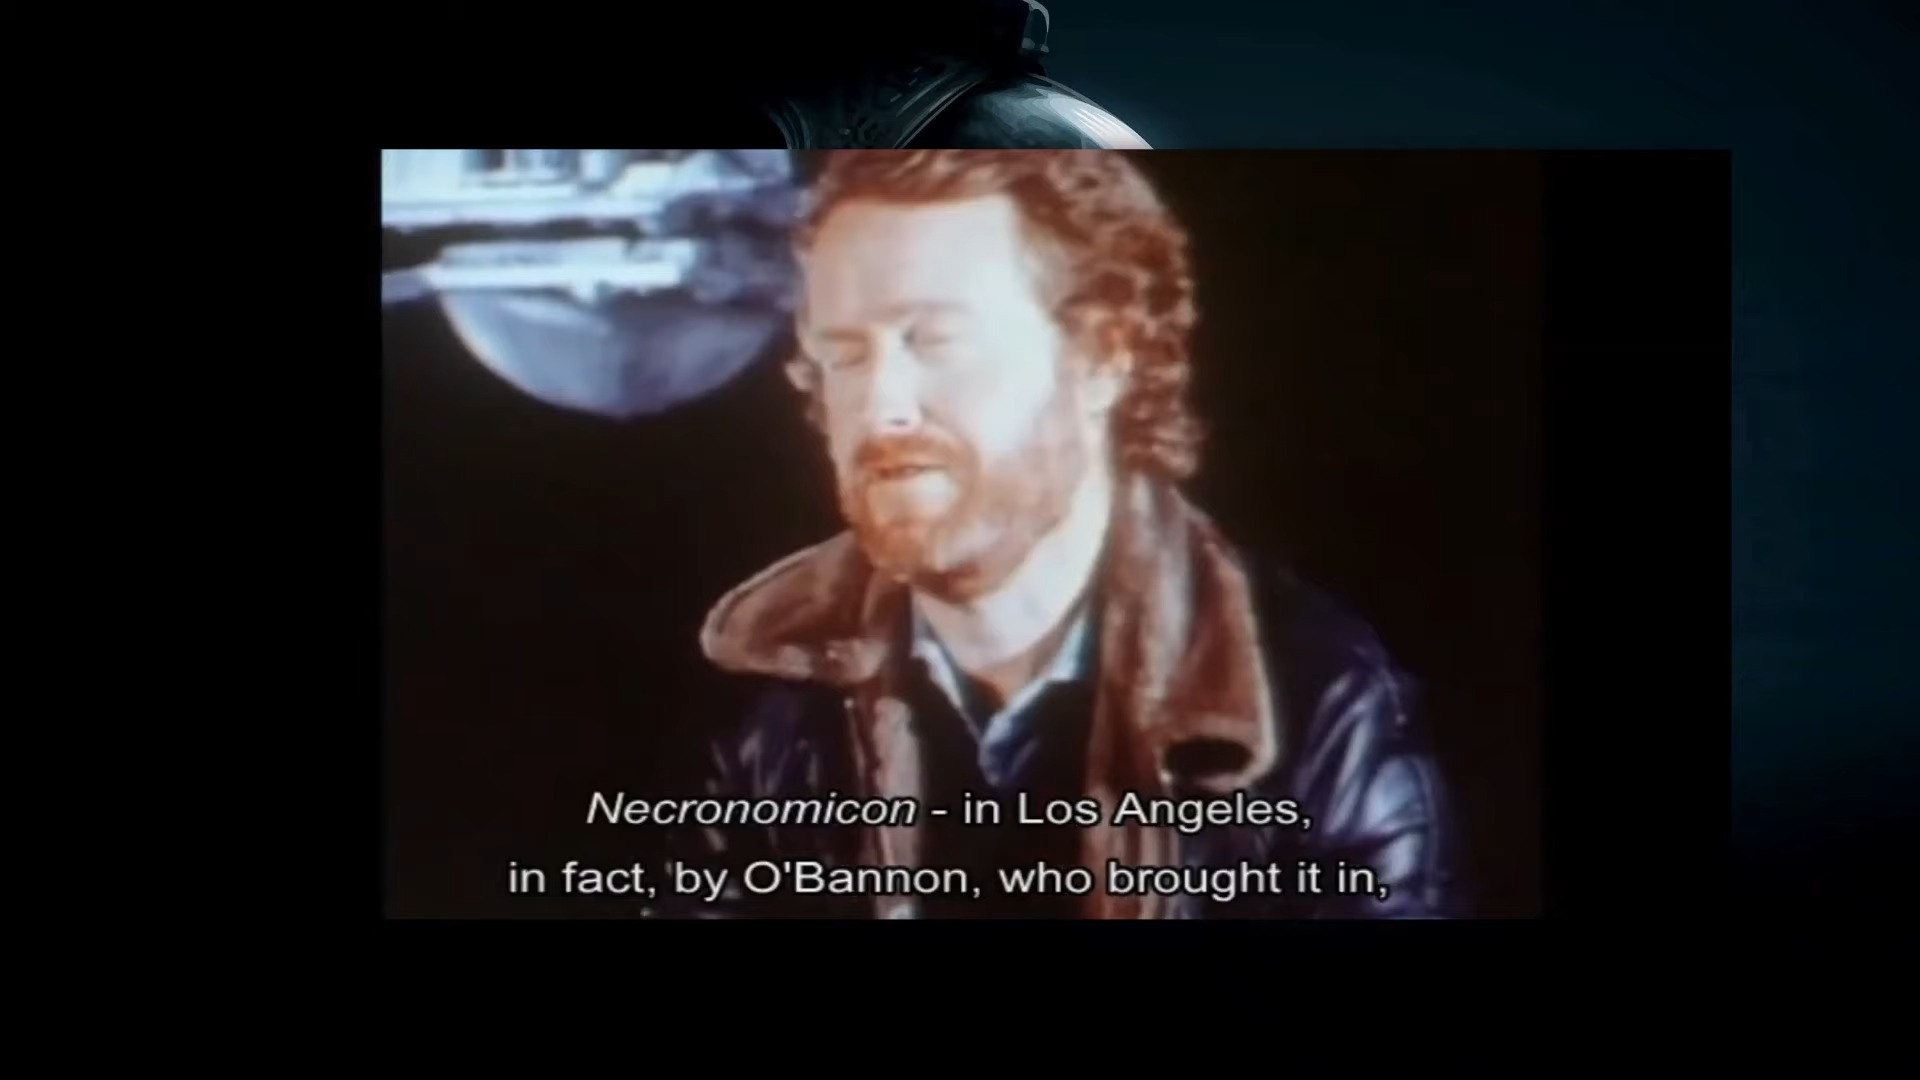 Necronomicon - in Los Angeles,
in fact, by O'Bannon, who brought it in,